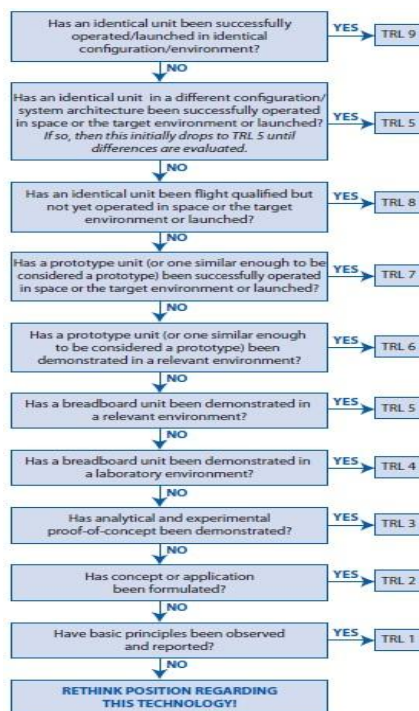 Has an identical unit been successfully
operated/launched in identical
configuration/environment?
YES
TRL 9
NO
Has an identical unit in a different configuration/
system architecture been successfully operated
in space or the target environment or launched?
If so, then this initially drops to TRL 5 until
differences are evaluated.
YES
TRL 5
NO
Has an identical unit been flight qualified but
not yet operated in space or the target
environment or launched?
YES
TRL 8
NO
Has a prototype unit (or one similar enough to be
considered a prototype) been successfully operated
in space or the target environment or launched?
YES
TRL 7
NO
Has a prototype unit (or one similar enough
to be considered a prototype) been
demonstrated in a relevant environment?
YES
TRL 6
NO
Has a breadboard unit been demonstrated in
a relevant environment?
YES
TRL 5
NO
Has a breadboard unit been demonstrated in
a laboratory environment?
YES
TRL 4
NO
Has analytical and experimental
proof-of-concept been demonstrated?
YES
TRL 3
NO
Has concept or application
been formulated?
YES
TRL 2
NO
Have basic principles been observed
and reported?
YES
TRL 1
NO
RETHINK POSITION REGARDING
THIS TECHNOLOGY!